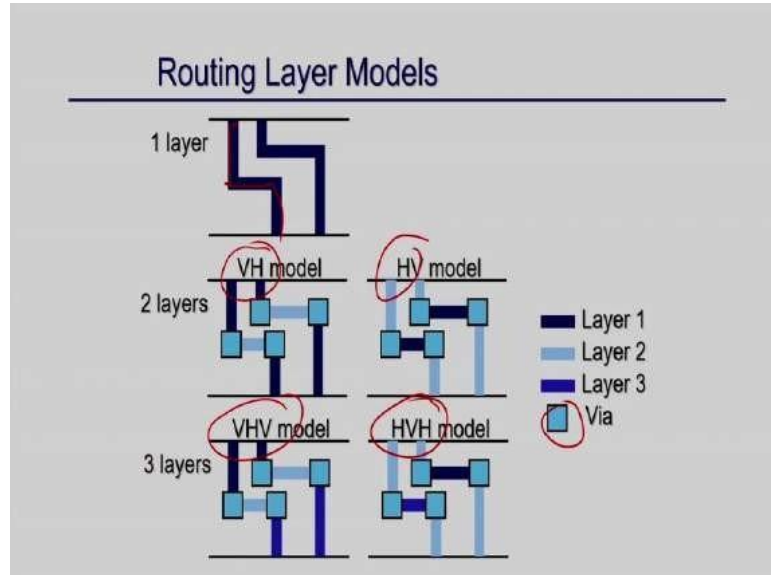 Routing Layer Models
1 layer
VH model
HV model
2 layers
Layer 1
Layer 2
Layer 3
Via
VHV model
HVH model
3 layers